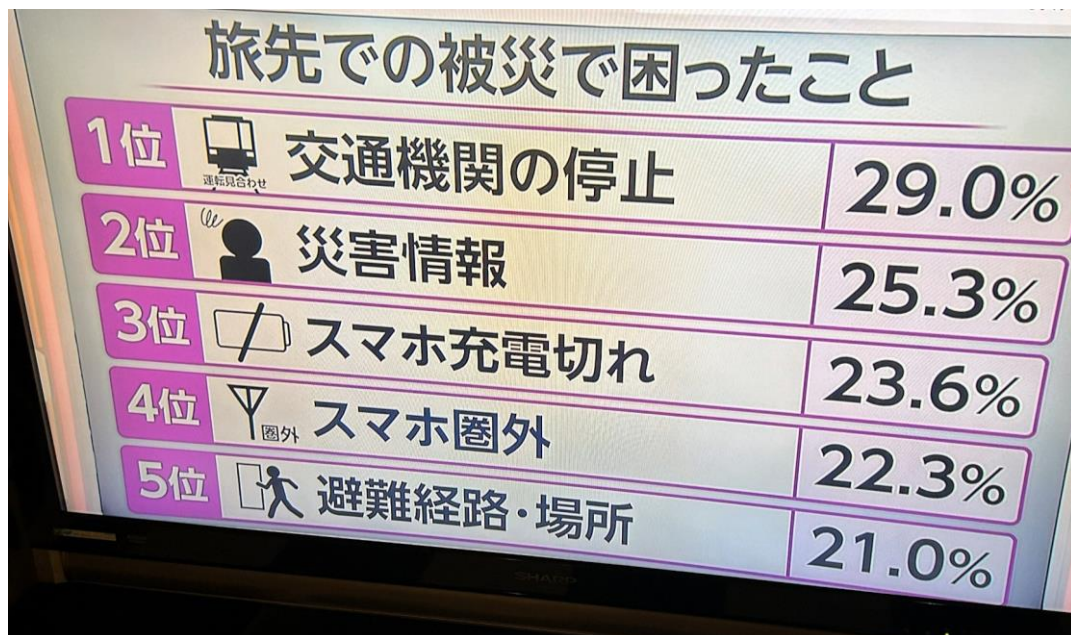 旅先での被災で困ったこと
1位 運転見合わせ 交通機関の停止 29.0%
2位 災害情報 25.3%
3位 スマホ充電切れ 23.6%
4位 圏外 スマホ圏外 22.3%
5位 避難経路・場所 21.0%
SHARP